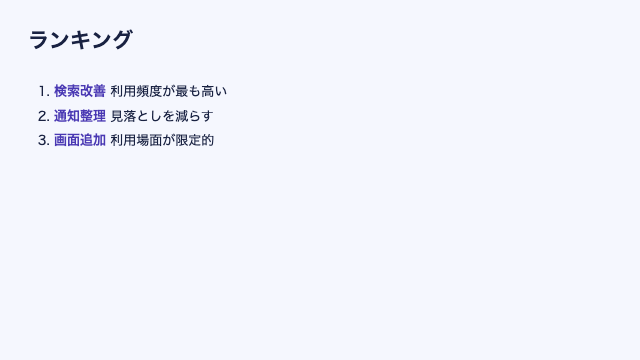 ランキング
1. 検索改善 利用頻度が最も高い
2. 通知整理 見落としを減らす
3. 画面追加 利用場面が限定的